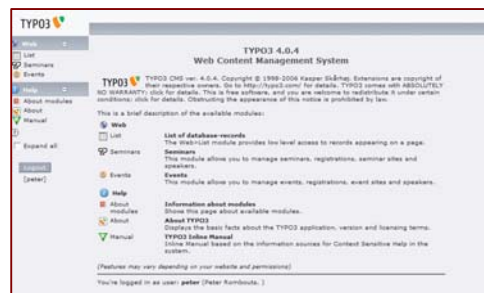 TYPO3
Web
List
Seminars
Events
Help
About modules
About
Manual
Expand all
Logout
[peter]
TYPO3 4.0.4
Web Content Management System
TYPO3
TYPO3 CMS ver. 4.0.4. Copyright © 1998-2006 Kasper Skårhøj. Extensions are copyright of
their respective owners. Go to http://typo3.com/ for details. TYPO3 comes with ABSOLUTELY
NO WARRANTY; click for details. This is free software, and you are welcome to redistribute it under certain
conditions; click for details. Obstructing the appearance of this notice is prohibited by law.
This is a brief description of the available modules:
Web
List
List of database-records
The Web>List module provides low level access to records appearing on a page.
Seminars
Seminars
This module allow you to manage seminars, registrations, seminar sites and
speakers.
Events
Events
This module allow you to manage events, registrations, event sites and speakers.
Help
About modules
Information about modules
Shows this page about available modules.
About
About TYPO3
Displays the basic facts about the TYPO3 application, version and licensing terms.
Manual
TYPO3 Inline Manual
Inline Manual based on the information sources for Context Sensitive Help in the
system.
(Features may vary depending on your website and permissions)
You're logged in as user: peter (Peter Rombouts, )